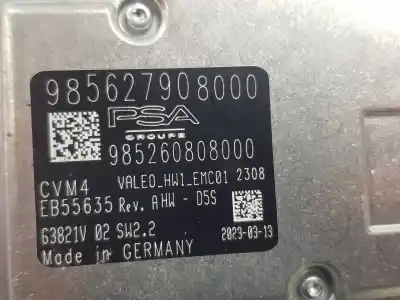 985627908000
PSA
GROUPE
985260808000
CVM4 VALEO_HW1_EMC01 2308
EB55635 Rev. A HW - D5S
63821V 02 SW2.2 2023-03-13
Made in GERMANY